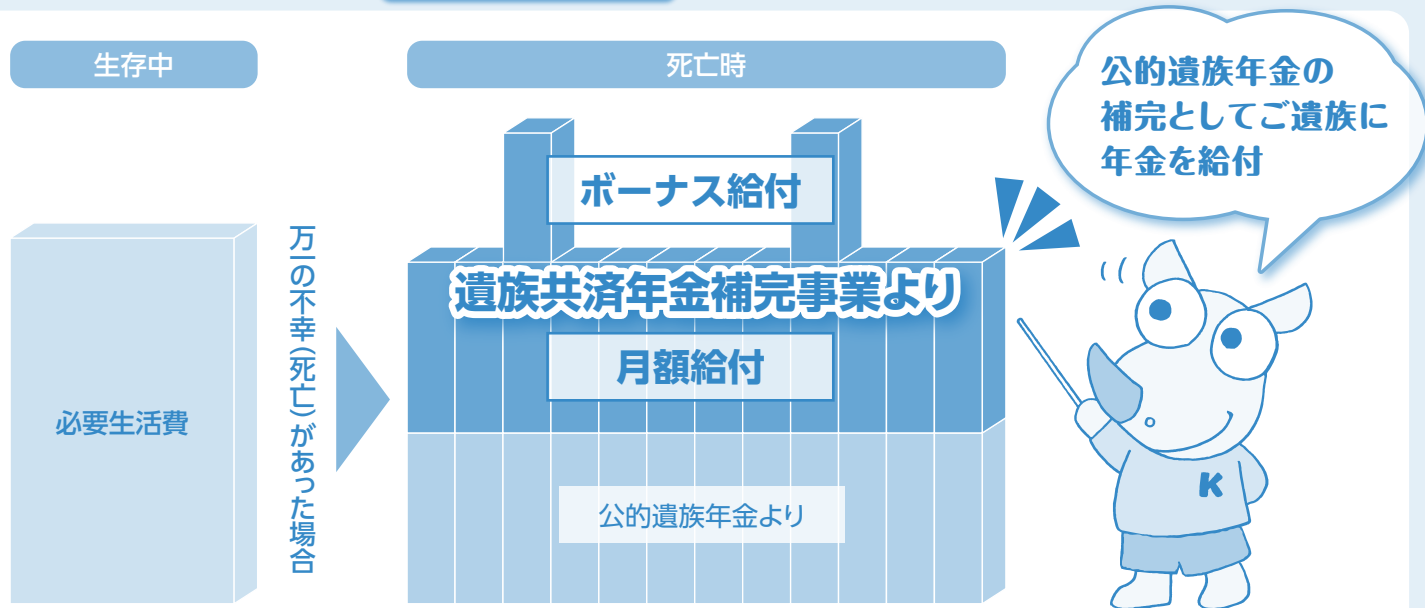 生存中
死亡時
公的遺族年金の
補完としてご遺族に
年金を給付
ボーナス給付
遺族共済年金補完事業より
月額給付
必要生活費
万一の不幸(死亡)があった場合
公的遺族年金より
K